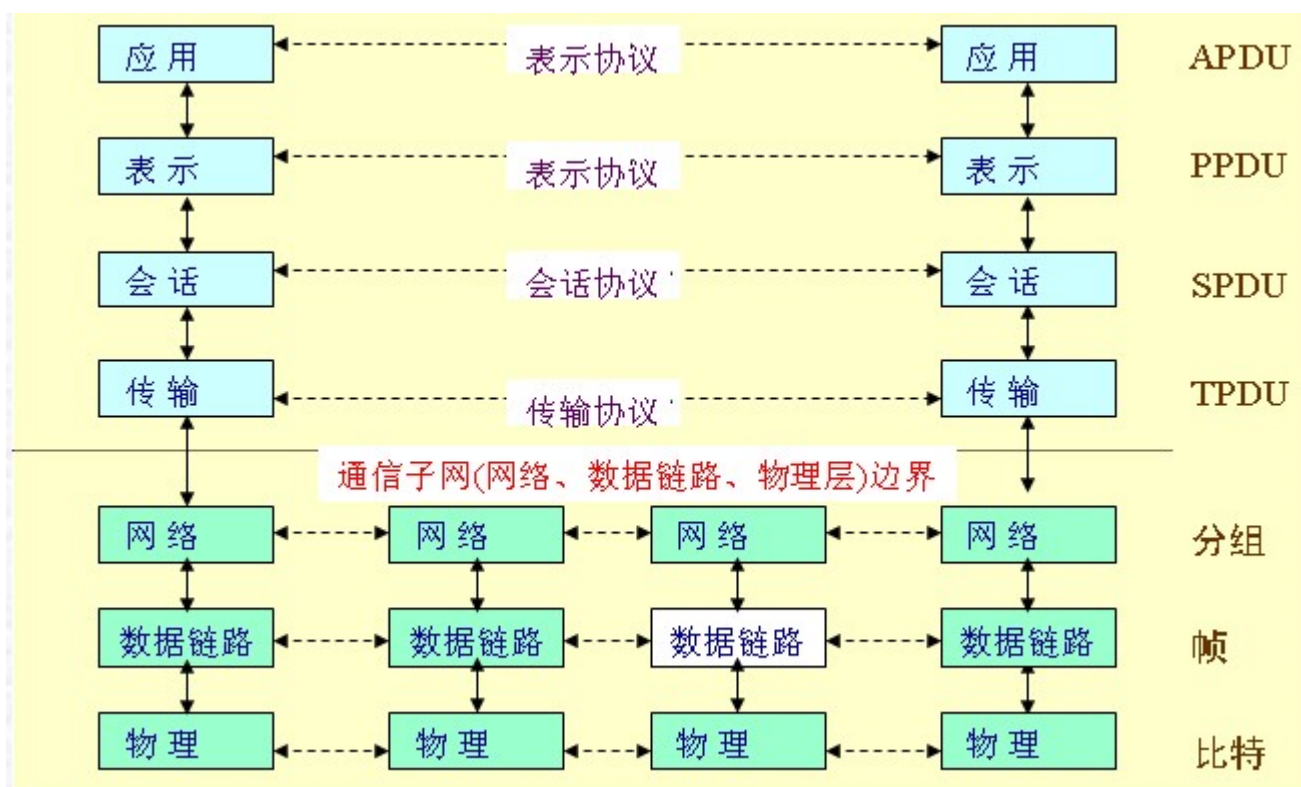 应用 表示协议 应用 APDU
表示 表示协议 表示 PPDU
会话 会话协议 会话 SPDU
传输 传输协议 传输 TPDU
通信子网(网络、数据链路、物理层)边界
网络 网络 网络 网络 分组
数据链路 数据链路 数据链路 数据链路 帧
物理 物理 物理 物理 比特